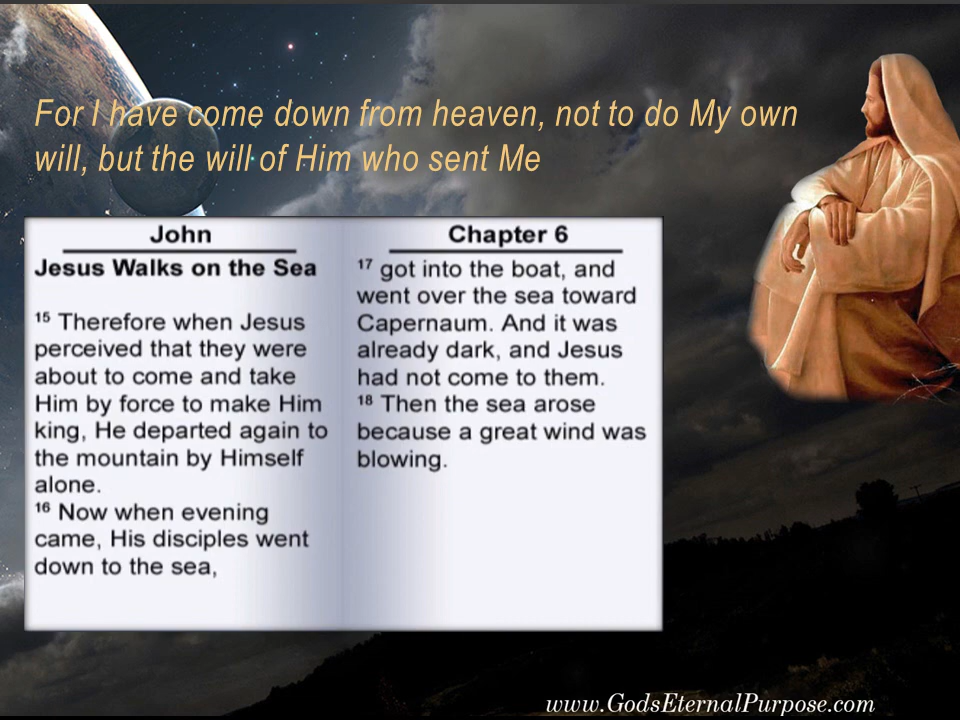 For I have come down from heaven, not to do My own
will, but the will of Him who sent Me
John
Jesus Walks on the Sea
15 Therefore when Jesus
perceived that they were
about to come and take
Him by force to make Him
king, He departed again to
the mountain by Himself
alone.
16 Now when evening
came, His disciples went
down to the sea,
Chapter 6
17 got into the boat, and
went over the sea toward
Capernaum. And it was
already dark, and Jesus
had not come to them.
18 Then the sea arose
because a great wind was
blowing.
www.GodsEternalPurpose.com